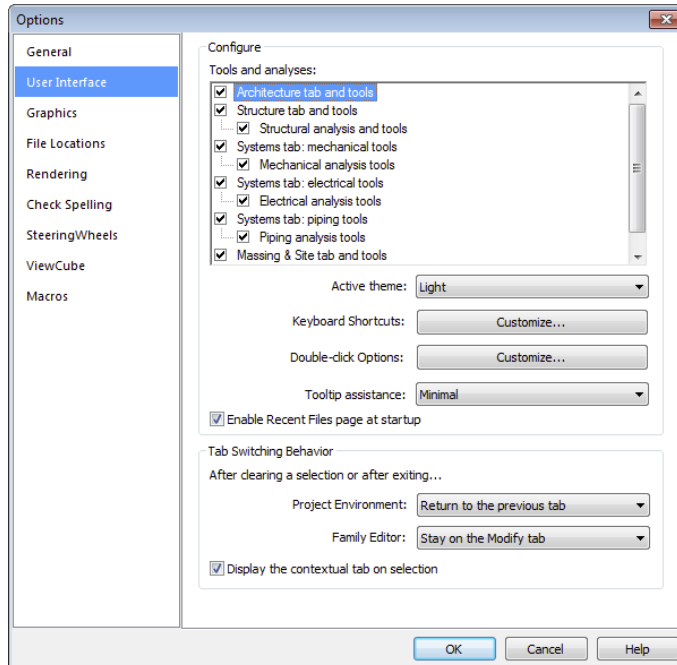 Options
General
User Interface
Graphics
File Locations
Rendering
Check Spelling
SteeringWheels
ViewCube
Macros
Configure
Tools and analyses:
Architecture tab and tools
Structure tab and tools
Structural analysis and tools
Systems tab: mechanical tools
Mechanical analysis tools
Systems tab: electrical tools
Electrical analysis tools
Systems tab: piping tools
Piping analysis tools
Massing & Site tab and tools
Active theme: Light
Keyboard Shortcuts: Customize...
Double-click Options: Customize...
Tooltip assistance: Minimal
Enable Recent Files page at startup
Tab Switching Behavior
After clearing a selection or after exiting...
Project Environment: Return to the previous tab
Family Editor: Stay on the Modify tab
Display the contextual tab on selection
OK Cancel Help